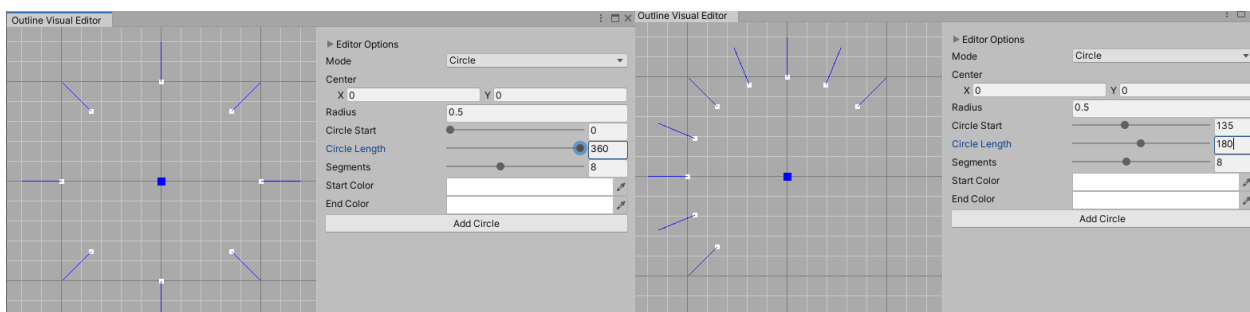 Outline Visual Editor
Editor Options
Mode Circle
Center
X 0 Y 0
Radius 0.5
Circle Start 0
Circle Length 360
Segments 8
Start Color
End Color
Add Circle
Outline Visual Editor
Editor Options
Mode Circle
Center
X 0 Y 0
Radius 0.5
Circle Start 135
Circle Length 180
Segments 8
Start Color
End Color
Add Circle